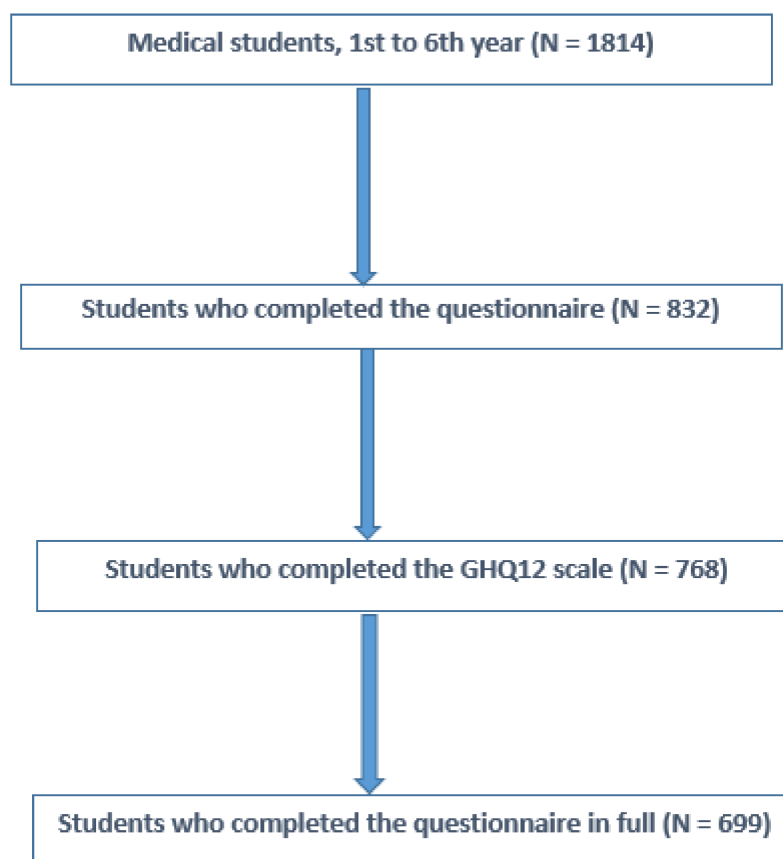 Medical students, 1st to 6th year (N = 1814)
Students who completed the questionnaire (N = 832)
Students who completed the GHQ12 scale (N = 768)
Students who completed the questionnaire in full (N = 699)